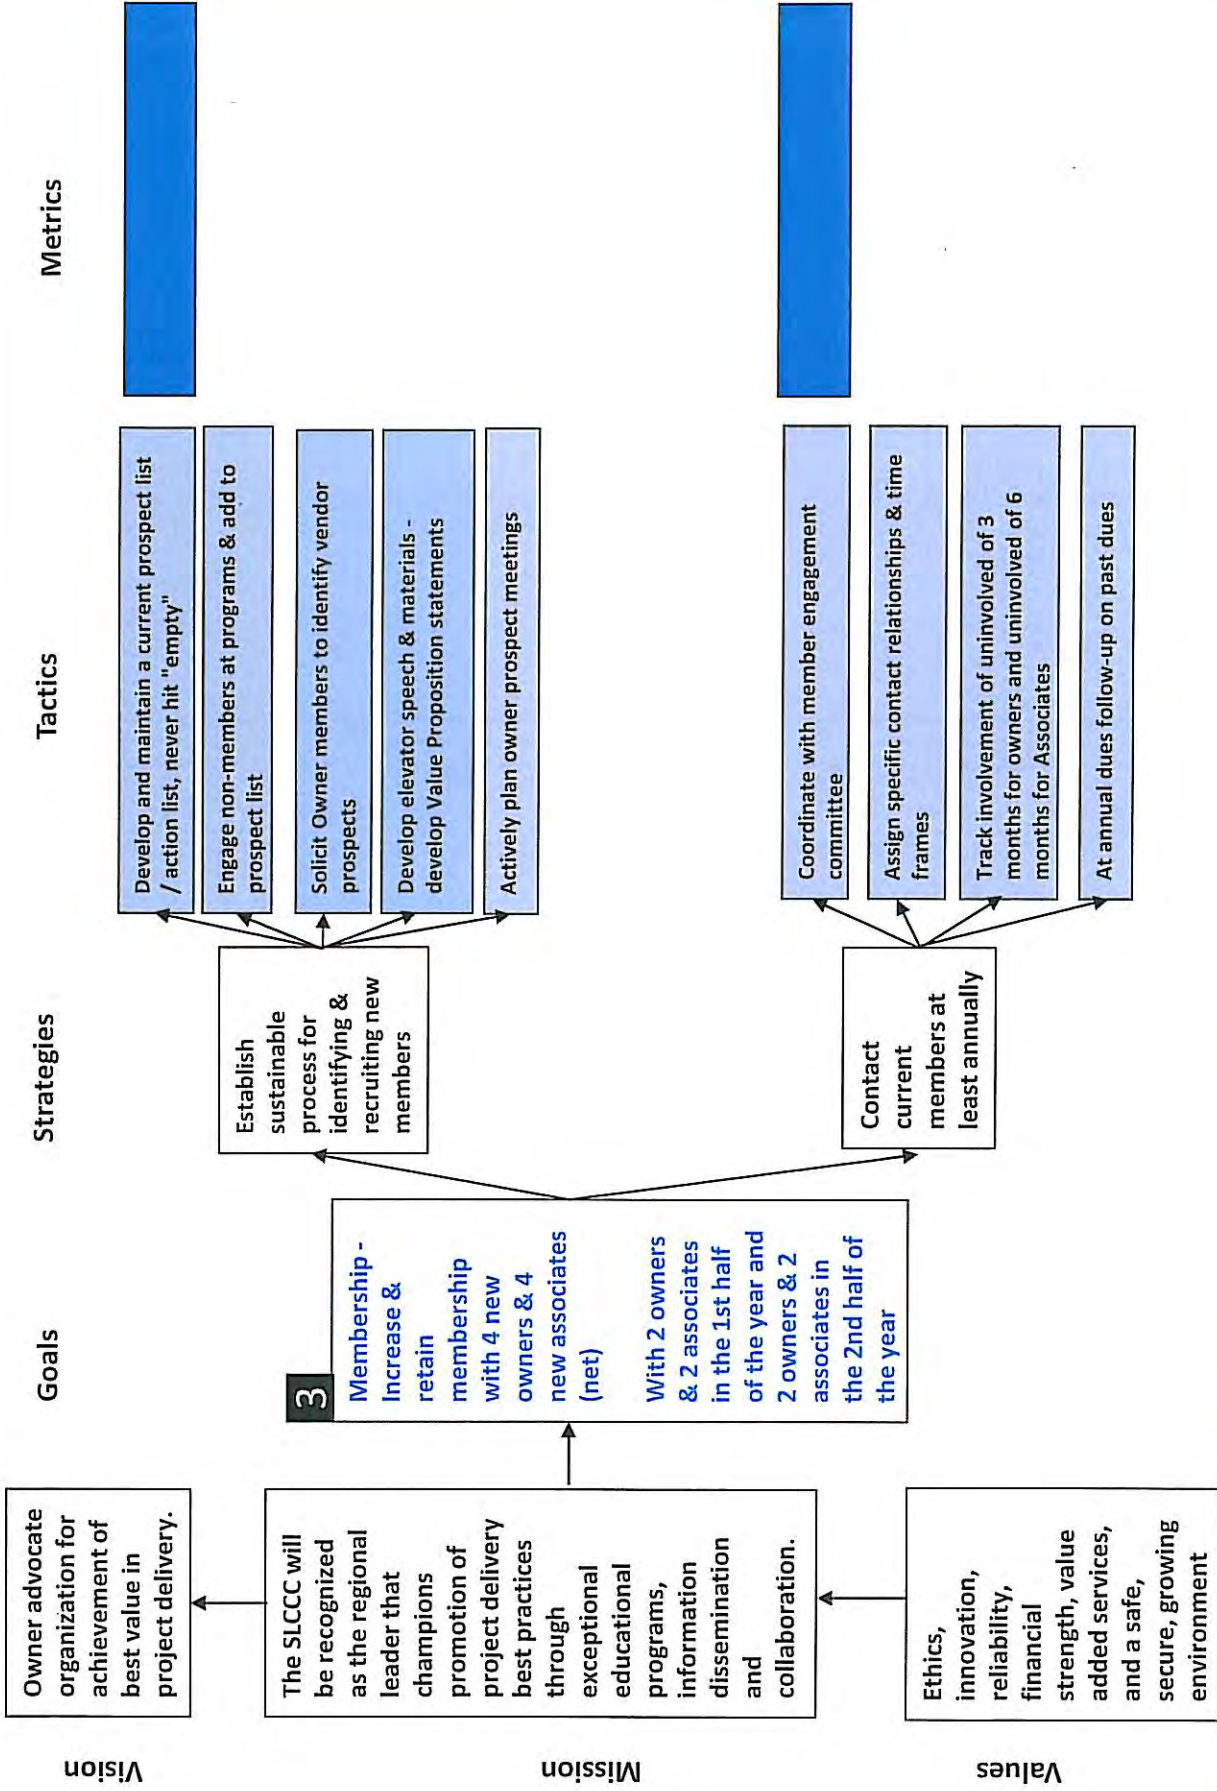 Goals
Strategies
Tactics
Metrics
Vision
Owner advocate
organization for
achievement of
best value in
project delivery.
Mission
The SLCCC will
be recognized
as the regional
leader that
champions
promotion of
project delivery
best practices
through
exceptional
educational
programs,
information
dissemination
and
collaboration.
Values
Ethics,
innovation,
reliability,
financial
strength, value
added services,
and a safe,
secure, growing
environment
3
Membership -
Increase &
retain
membership
with 4 new
owners & 4
new associates
(net)
With 2 owners
& 2 associates
in the 1st half
of the year and
2 owners & 2
associates in
the 2nd half of
the year
Establish
sustainable
process for
identifying &
recruiting new
members
Develop and maintain a current prospect list
/ action list, never hit "empty"
Engage non-members at programs & add to
prospect list
Solicit Owner members to identify vendor
prospects
Develop elevator speech & materials -
develop Value Proposition statements
Actively plan owner prospect meetings
Contact
current
members at
least annually
Coordinate with member engagement
committee
Assign specific contact relationships & time
frames
Track involvement of uninvolved of 3
months for owners and uninvolved of 6
months for Associates
At annual dues follow-up on past dues